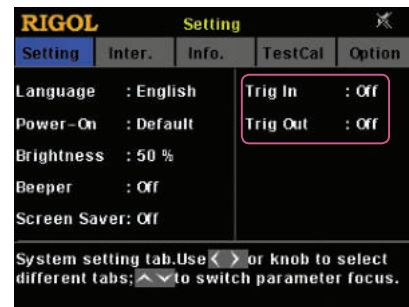 RIGOL Setting
Setting Inter. Info. TestCal Option
Language : English Trig In : Off
Power-On : Default Trig Out : Off
Brightness : 50 %
Beeper : Off
Screen Saver: Off
System setting tab.Use < > or knob to select
different tabs; to switch parameter focus.